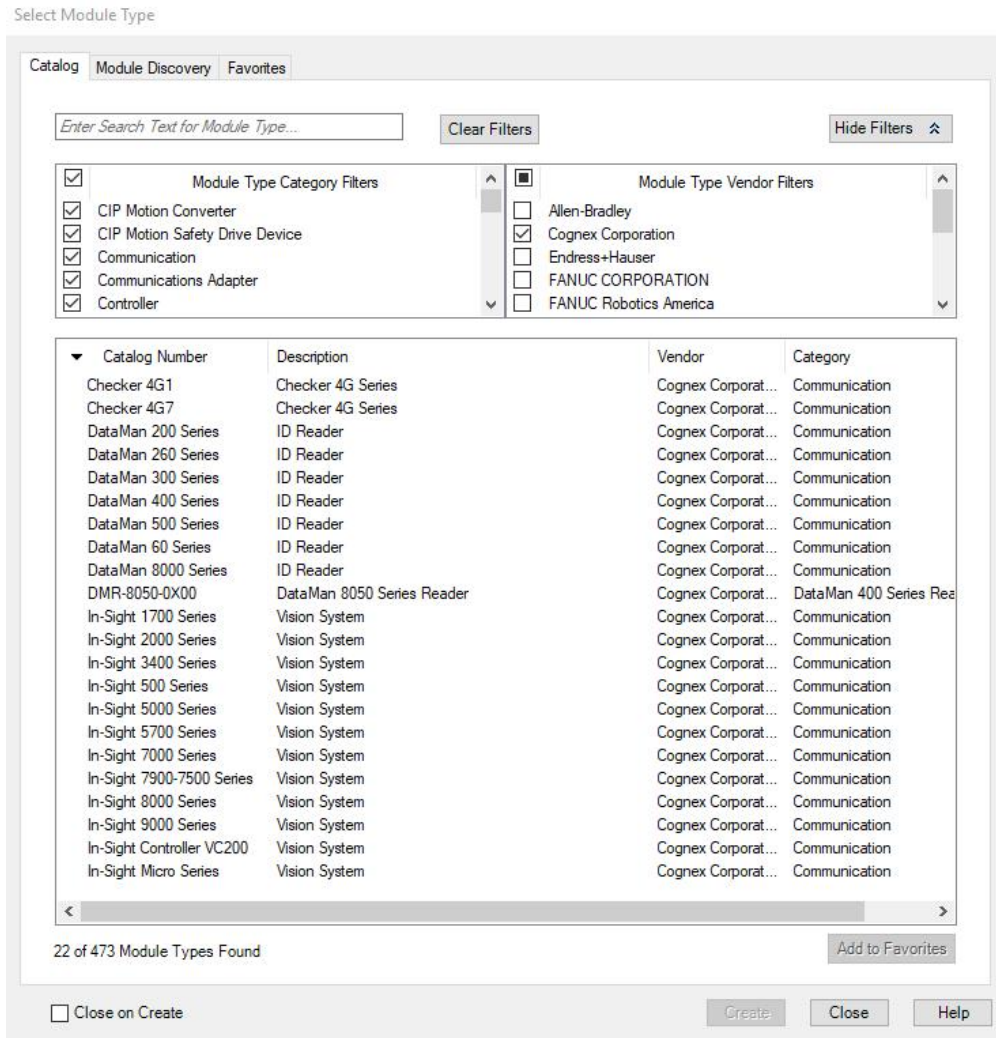 Select Module Type
Catalog Module Discovery Favorites
Enter Search Text for Module Type... Clear Filters Hide Filters
Module Type Category Filters Module Type Vendor Filters
CIP Motion Converter Allen-Bradley
CIP Motion Safety Drive Device Cognex Corporation
Communication Endress+Hauser
Communications Adapter FANUC CORPORATION
Controller FANUC Robotics America
Catalog Number Description Vendor Category
Checker 4G1 Checker 4G Series Cognex Corporat... Communication
Checker 4G7 Checker 4G Series Cognex Corporat... Communication
DataMan 200 Series ID Reader Cognex Corporat... Communication
DataMan 260 Series ID Reader Cognex Corporat... Communication
DataMan 300 Series ID Reader Cognex Corporat... Communication
DataMan 400 Series ID Reader Cognex Corporat... Communication
DataMan 500 Series ID Reader Cognex Corporat... Communication
DataMan 60 Series ID Reader Cognex Corporat... Communication
DataMan 8000 Series ID Reader Cognex Corporat... Communication
DMR-8050-0X00 DataMan 8050 Series Reader Cognex Corporat... DataMan 400 Series Rea
In-Sight 1700 Series Vision System Cognex Corporat... Communication
In-Sight 2000 Series Vision System Cognex Corporat... Communication
In-Sight 3400 Series Vision System Cognex Corporat... Communication
In-Sight 500 Series Vision System Cognex Corporat... Communication
In-Sight 5000 Series Vision System Cognex Corporat... Communication
In-Sight 5700 Series Vision System Cognex Corporat... Communication
In-Sight 7000 Series Vision System Cognex Corporat... Communication
In-Sight 7900-7500 Series Vision System Cognex Corporat... Communication
In-Sight 8000 Series Vision System Cognex Corporat... Communication
In-Sight 9000 Series Vision System Cognex Corporat... Communication
In-Sight Controller VC200 Vision System Cognex Corporat... Communication
In-Sight Micro Series Vision System Cognex Corporat... Communication
22 of 473 Module Types Found Add to Favorites
Close on Create Create Close Help